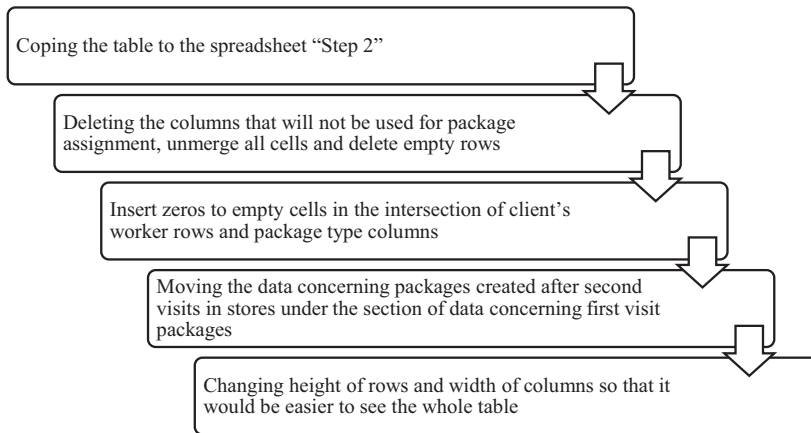 Coping the table to the spreadsheet “Step 2”
Deleting the columns that will not be used for package
assignment, unmerge all cells and delete empty rows
Insert zeros to empty cells in the intersection of client’s
worker rows and package type columns
Moving the data concerning packages created after second
visits in stores under the section of data concerning first visit
packages
Changing height of rows and width of columns so that it
would be easier to see the whole table